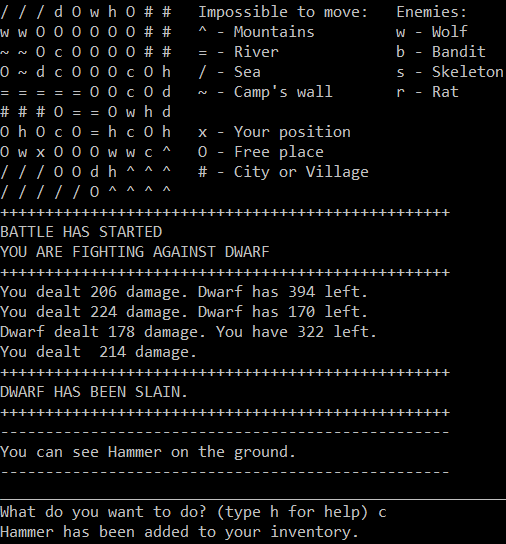 / / / d O w h O # #   Impossible to move:   Enemies:
w w O O O O O O # #   ^ - Mountains         w - Wolf
~ ~ O c O O O O # #   = - River             b - Bandit
O ~ d c O O O c O h   / - Sea               s - Skeleton
= = = = = O O c O d   ~ - Camp's wall       r - Rat
# # # O = = O w h d
O h O c O = h c O h   x - Your position
O w x O O O w w c ^   O - Free place
/ / / O O d h ^ ^ ^   # - City or Village
/ / / / / O ^ ^ ^ ^
++++++++++++++++++++++++++++++++++++++++++++++++++
BATTLE HAS STARTED
YOU ARE FIGHTING AGAINST DWARF
++++++++++++++++++++++++++++++++++++++++++++++++++
You dealt 206 damage. Dwarf has 394 left.
You dealt 224 damage. Dwarf has 170 left.
Dwarf dealt 178 damage. You have 322 left.
You dealt  214 damage.
++++++++++++++++++++++++++++++++++++++++++++++++++
DWARF HAS BEEN SLAIN.
++++++++++++++++++++++++++++++++++++++++++++++++++
--------------------------------------------------
You can see Hammer on the ground.
--------------------------------------------------
What do you want to do? (type h for help) c
Hammer has been added to your inventory.